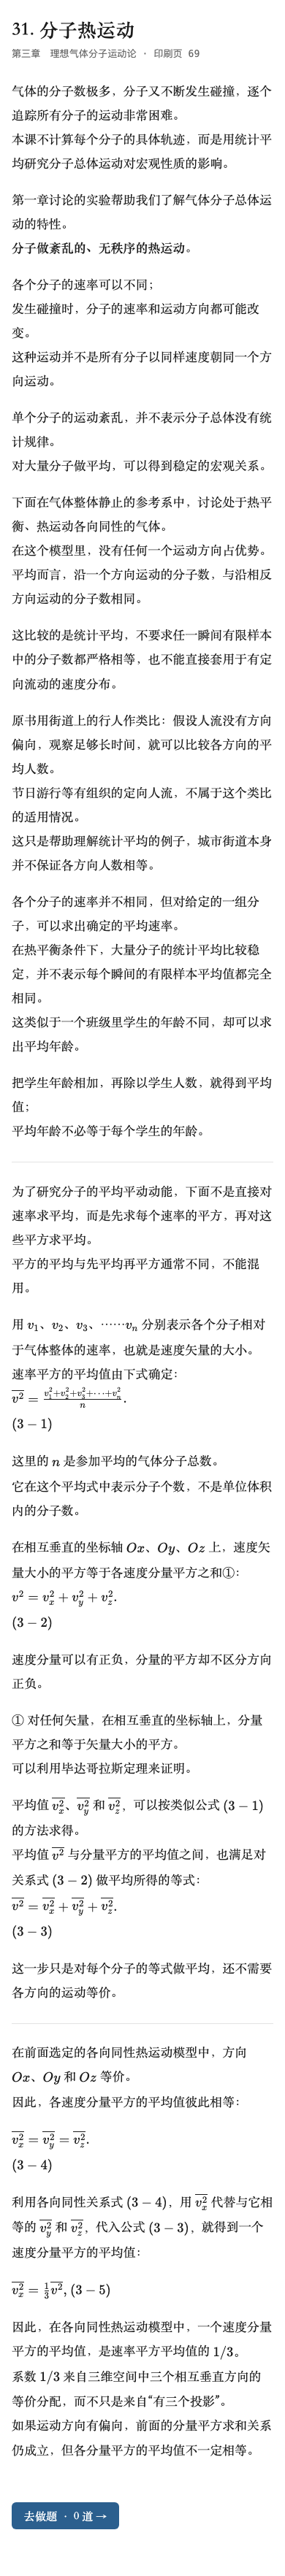 31. 分子热运动
第三章 理想气体分子运动论 · 印刷页 69
气体的分子数极多，分子又不断发生碰撞，逐个
追踪所有分子的运动非常困难。
本课不计算每个分子的具体轨迹，而是用统计平
均研究分子总体运动对宏观性质的影响。
第一章讨论的实验帮助我们了解气体分子总体运
动的特性。
分子做紊乱的、无秩序的热运动。
各个分子的速率可以不同；
发生碰撞时，分子的速率和运动方向都可能改
变。
这种运动并不是所有分子以同样速度朝同一个方
向运动。
单个分子的运动紊乱，并不表示分子总体没有统
计规律。
对大量分子做平均，可以得到稳定的宏观关系。
下面在气体整体静止的参考系中，讨论处于热平
衡、热运动各向同性的气体。
在这个模型里，没有任何一个运动方向占优势。
平均而言，沿一个方向运动的分子数，与沿相反
方向运动的分子数相同。
这比较的是统计平均，不要求任一瞬间有限样本
中的分子数都严格相等，也不能直接套用于有定
向流动的速度分布。
原书用街道上的行人作类比：假设人流没有方向
偏向，观察足够长时间，就可以比较各方向的平
均人数。
节日游行等有组织的定向人流，不属于这个类比
的适用情况。
这只是帮助理解统计平均的例子，城市街道本身
并不保证各方向人数相等。
各个分子的速率并不相同，但对给定的一组分
子，可以求出确定的平均速率。
在热平衡条件下，大量分子的统计平均比较稳
定，并不表示每个瞬间的有限样本平均值都完全
相同。
这类似于一个班级里学生的年龄不同，却可以求
出平均年龄。
把学生年龄相加，再除以学生人数，就得到平均
值；
平均年龄不必等于每个学生的年龄。
为了研究分子的平均平动动能，下面不是直接对
速率求平均，而是先求每个速率的平方，再对这
些平方求平均。
平方的平均与先平均再平方通常不同，不能混
用。
用 $v_1$、$v_2$、$v_3$、……$v_n$ 分别表示各个分子相对
于气体整体的速率，也就是速度矢量的大小。
速率平方的平均值由下式确定：
$\overline{v^2} = \frac{v_1^2+v_2^2+v_3^2+\cdots+v_n^2}{n}.$
(3 − 1)
这里的 $n$ 是参加平均的气体分子总数。
它在这个平均式中表示分子个数，不是单位体积
内的分子数。
在相互垂直的坐标轴 $Ox$、$Oy$、$Oz$ 上，速度矢
量大小的平方等于各速度分量平方之和①：
$v^2 = v_x^2 + v_y^2 + v_z^2.$
(3 − 2)
速度分量可以有正负，分量的平方却不区分方向
正负。
① 对任何矢量，在相互垂直的坐标轴上，分量
平方之和等于矢量大小的平方。
可以利用毕达哥拉斯定理来证明。
平均值 $\overline{v_x^2}$、$\overline{v_y^2}$ 和 $\overline{v_z^2}$，可以按类似公式 (3 − 1)
的方法求得。
平均值 $\overline{v^2}$ 与分量平方的平均值之间，也满足对
关系式 (3 − 2) 做平均所得的等式：
$\overline{v^2} = \overline{v_x^2} + \overline{v_y^2} + \overline{v_z^2}.$
(3 − 3)
这一步只是对每个分子的等式做平均，还不需要
各方向的运动等价。
在前面选定的各向同性热运动模型中，方向
$Ox$、$Oy$ 和 $Oz$ 等价。
因此，各速度分量平方的平均值彼此相等：
$\overline{v_x^2} = \overline{v_y^2} = \overline{v_z^2}.$
(3 − 4)
利用各向同性关系式 (3 − 4)，用 $\overline{v_x^2}$ 代替与它相
等的 $\overline{v_y^2}$ 和 $\overline{v_z^2}$，代入公式 (3 − 3)，就得到一个
速度分量平方的平均值：
$\overline{v_x^2} = \frac{1}{3}\overline{v^2}$, (3 − 5)
因此，在各向同性热运动模型中，一个速度分量
平方的平均值，是速率平方平均值的 1/3。
系数 1/3 来自三维空间中三个相互垂直方向的
等价分配，而不只是来自“有三个投影”。
如果运动方向有偏向，前面的分量平方求和关系
仍成立，但各分量平方的平均值不一定相等。
去做题 · 0 道 →